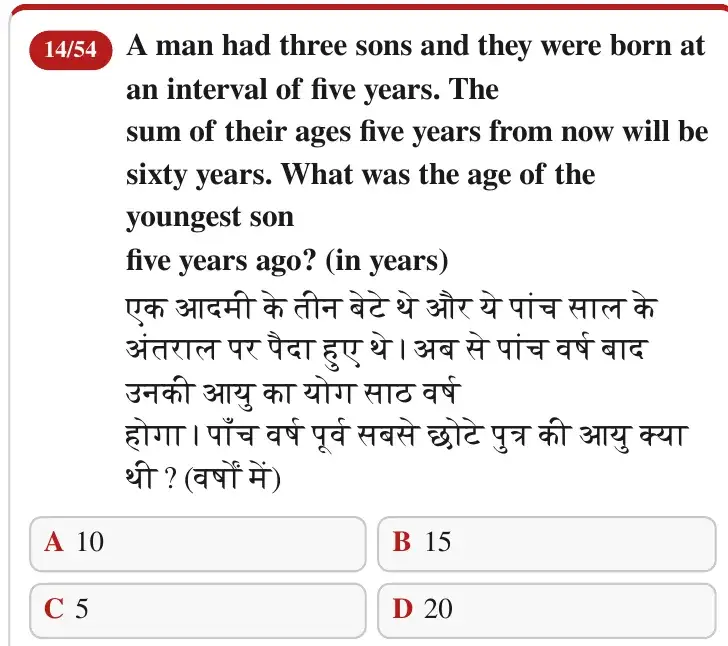 14/54 A man had three sons and they were born at
an interval of five years. The
sum of their ages five years from now will be
sixty years. What was the age of the
youngest son
five years ago? (in years)
एक आदमी के तीन बेटे थे और ये पांच साल के
अंतराल पर पैदा हुए थे। अब से पांच वर्ष बाद
उनकी आयु का योग साठ वर्ष
होगा। पाँच वर्ष पूर्व सबसे छोटे पुत्र की आयु क्या
थी ? (वर्षों में)
A 10
B 15
C 5
D 20